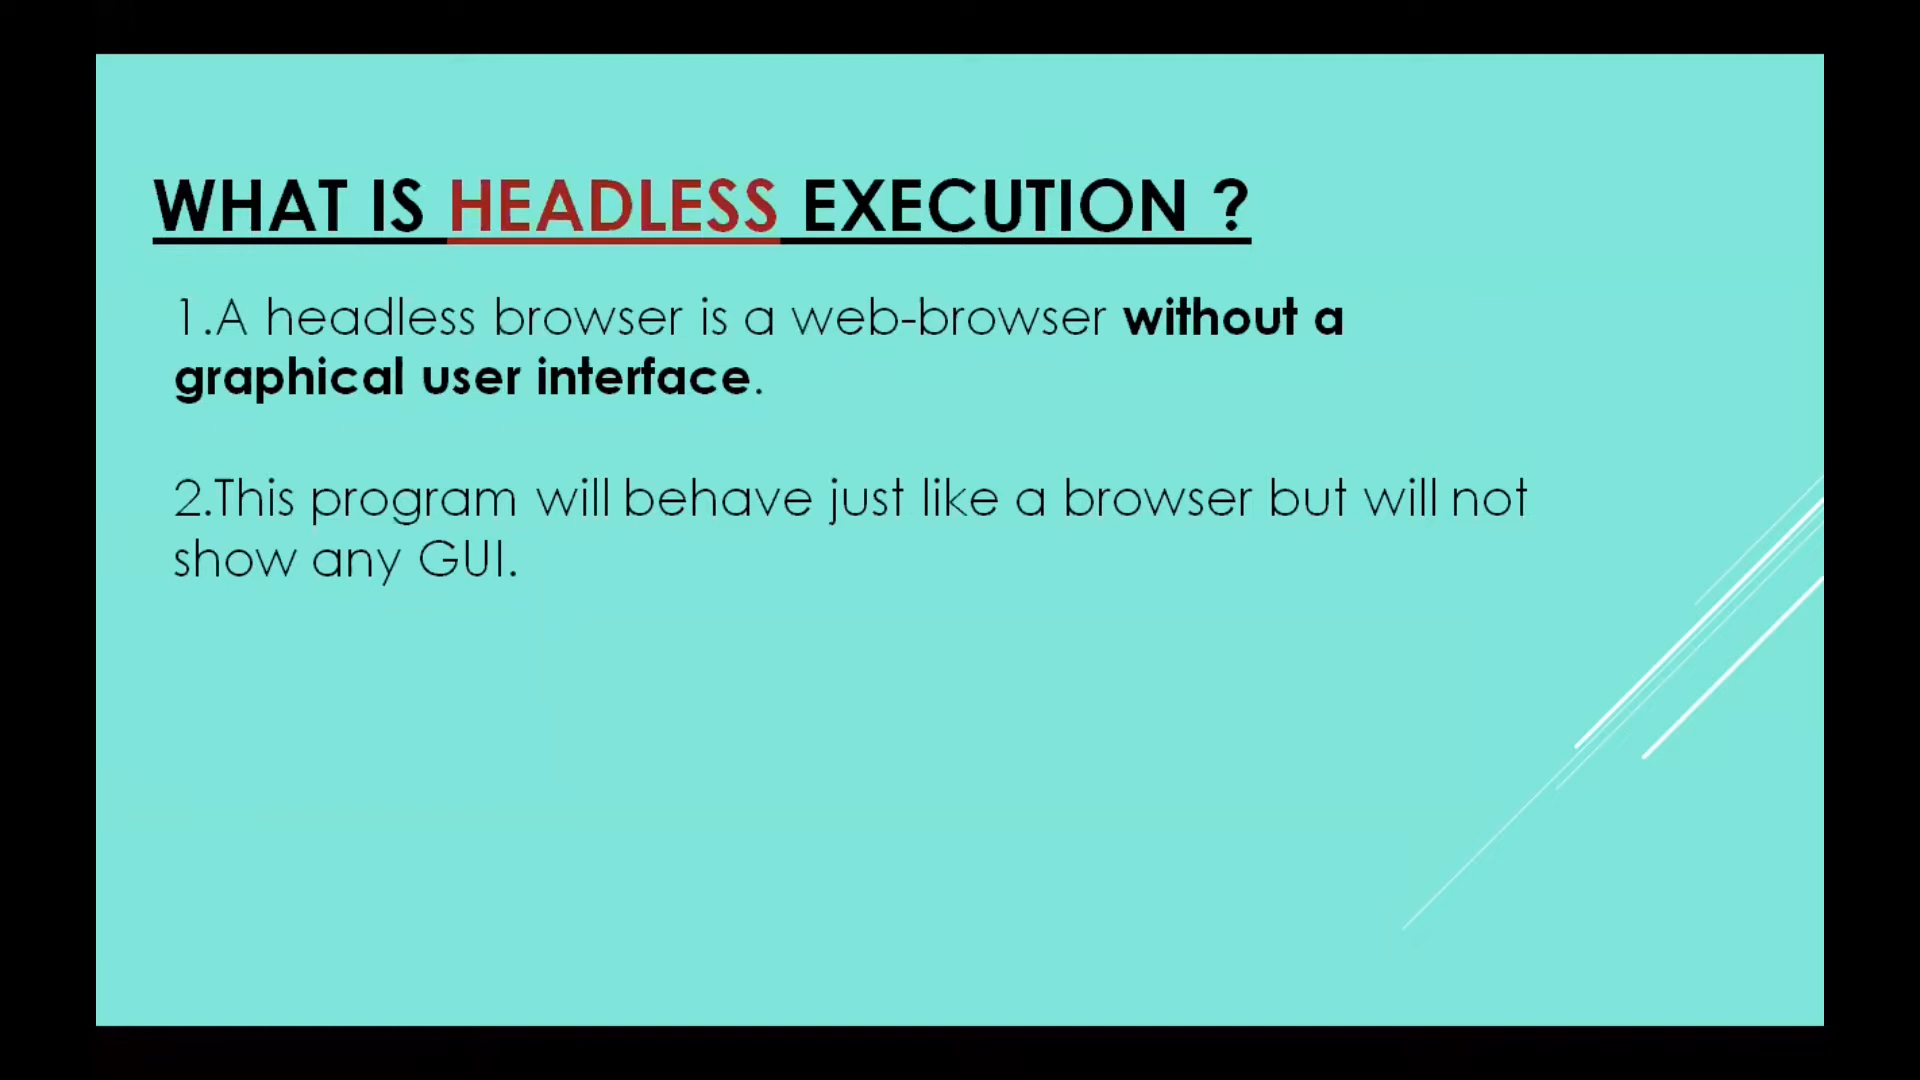 WHAT IS HEADLESS EXECUTION ?
1.A headless browser is a web-browser without a
graphical user interface.
2.This program will behave just like a browser but will not
show any GUI.